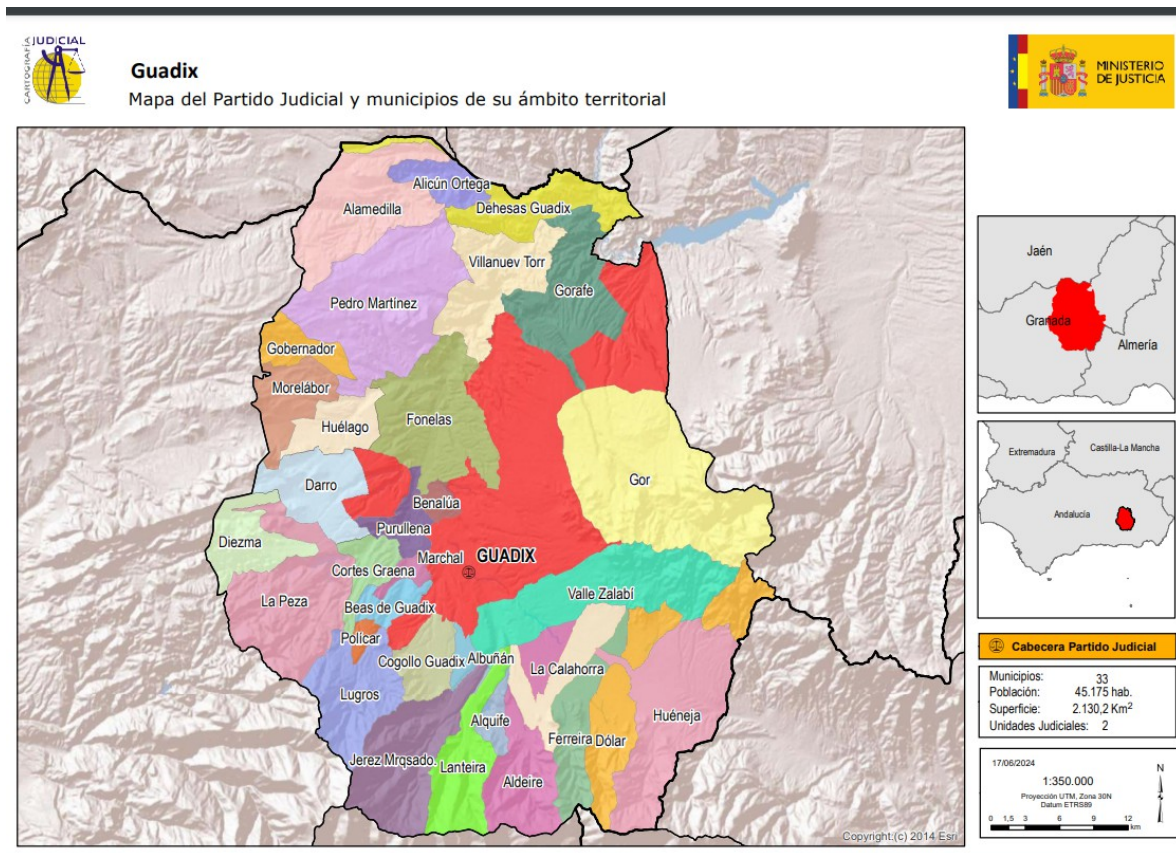 CARTOGRAFÍA
JUDICIAL
Guadix
Mapa del Partido Judicial y municipios de su ámbito territorial
MINISTERIO
DE JUSTICIA
Alicún Ortega
Alamedilla
Dehesas Guadix
Villanuev Torr
Gorafe
Pedro Martinez
Gobernador
Morelábor
Huélago
Fonelas
Darro
Gor
Benalúa
Purullena
Diezma
Marchal
GUADIX
Cortes Graena
La Peza
Beas de Guadix
Valle Zalabí
Polícar
Cogollo Guadix
Albuñán
La Calahorra
Lugros
Alquife
Huéneja
Ferreira
Dólar
Jerez Mrqsado.
Lanteira
Aldeire
Copyright:(c) 2014 Esri
Jaén
Granada
Almería
Extremadura
Castilla-La Mancha
Andalucía
Cabecera Partido Judicial
Municipios: 33
Población: 45.175 hab.
Superficie: 2.130,2 Km²
Unidades Judiciales: 2
17/06/2024
N
1:350.000
Proyección UTM, Zona 30N
Datum ETRS89
0 1,5 3 6 9 12
km